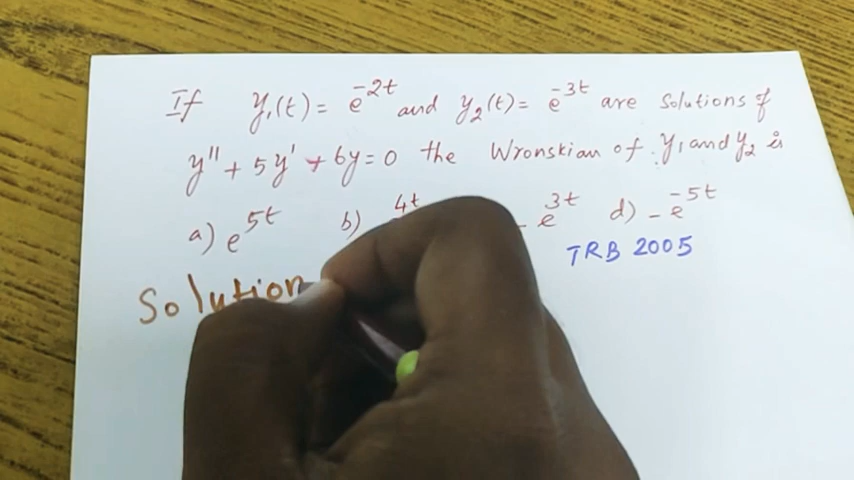 If y₁(t) = e^-2t and y₂(t) = e^-3t are solutions of
y'' + 5y' + 6y = 0 the Wronskian of y₁ and y₂ is
a) e^5t b) 4t - e^3t d) - e^-5t
TRB 2005
Solution